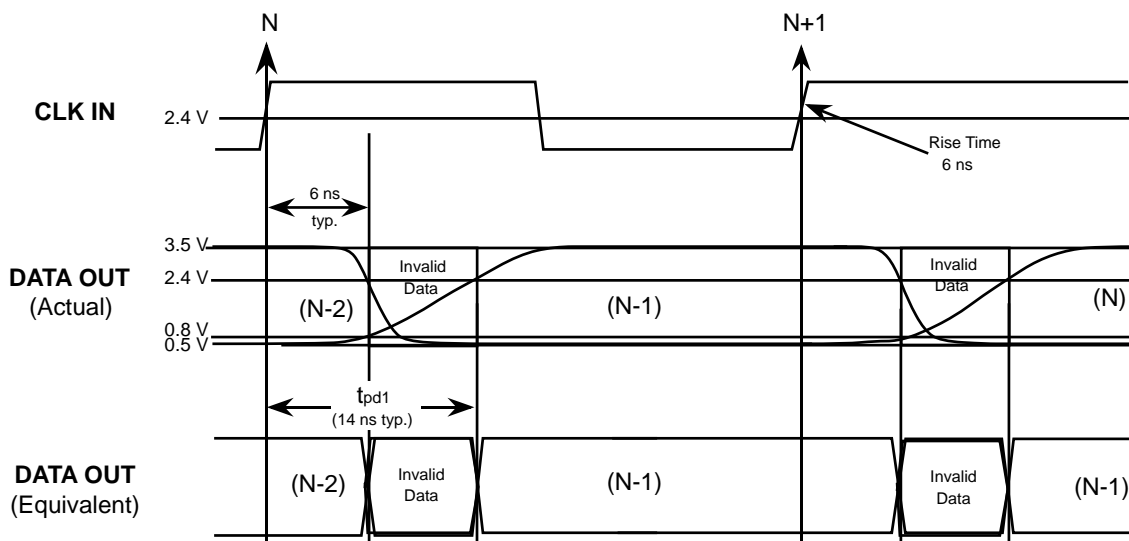 N
N+1
CLK IN
2.4 V
Rise Time
6 ns
6 ns
typ.
3.5 V
DATA OUT
(Actual)
2.4 V
0.8 V
0.5 V
(N-2)
Invalid
Data
(N-1)
Invalid
Data
(N)
tpd1
(14 ns typ.)
DATA OUT
(Equivalent)
(N-2)
Invalid
Data
(N-1)
Invalid
Data
(N-1)